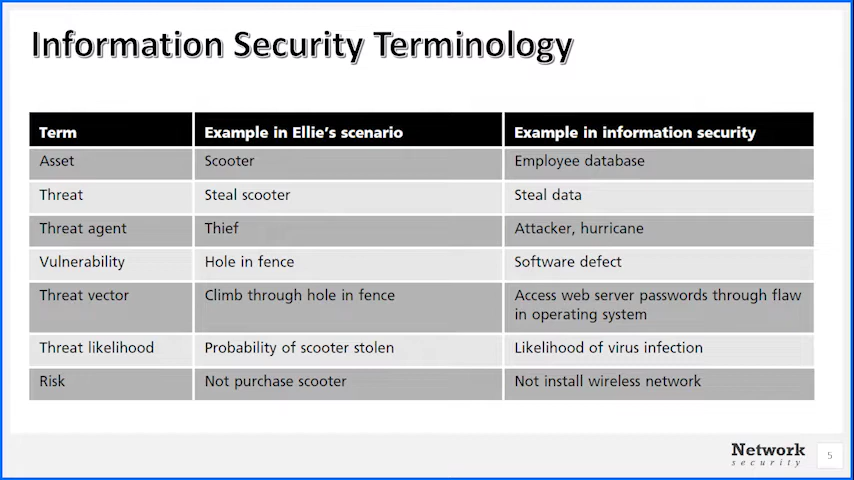 Information Security Terminology
Term Example in Ellie's scenario Example in information security
Asset Scooter Employee database
Threat Steal scooter Steal data
Threat agent Thief Attacker, hurricane
Vulnerability Hole in fence Software defect
Threat vector Climb through hole in fence Access web server passwords through flaw
in operating system
Threat likelihood Probability of scooter stolen Likelihood of virus infection
Risk Not purchase scooter Not install wireless network
Network
security
5